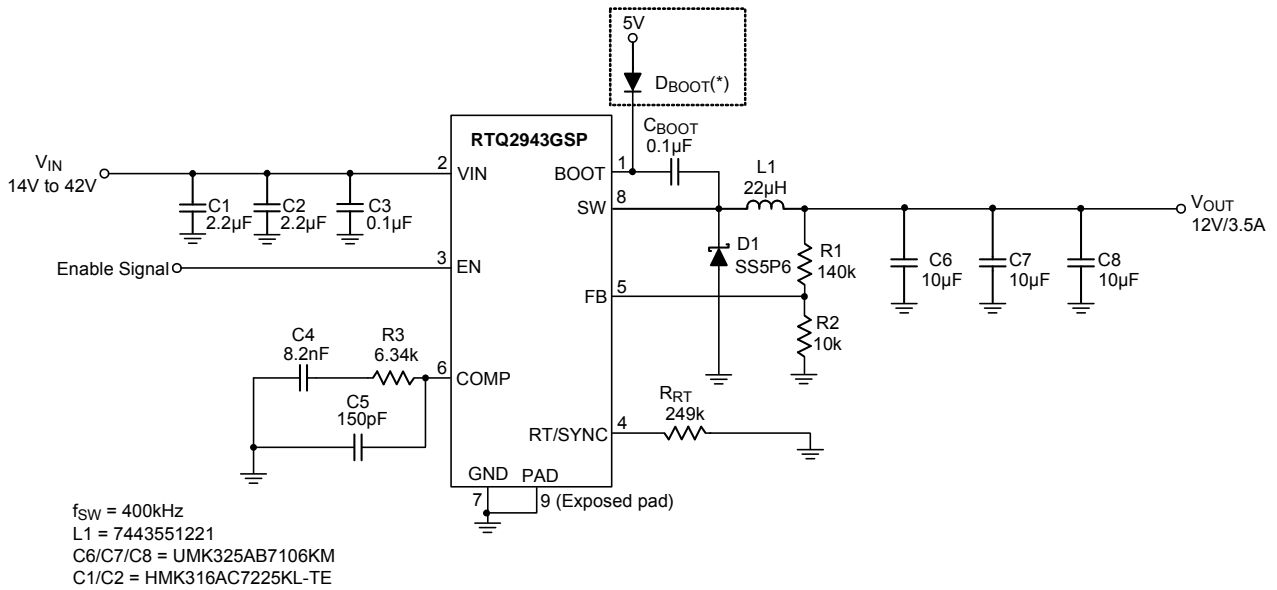 5V
DBOOT(*)
RTQ2943GSP
CBOOT
0.1µF
VIN
14V to 42V
2
VIN
BOOT
1
L1
22µH
SW
8
VOUT
12V/3.5A
C1
2.2µF
C2
2.2µF
C3
0.1µF
D1
SS5P6
R1
140k
C6
10µF
C7
10µF
C8
10µF
Enable Signal
3
EN
FB
5
R2
10k
C4
8.2nF
R3
6.34k
6
COMP
C5
150pF
RRT
249k
RT/SYNC
4
GND
PAD
7
9 (Exposed pad)
fSW = 400kHz
L1 = 7443551221
C6/C7/C8 = UMK325AB7106KM
C1/C2 = HMK316AC7225KL-TE